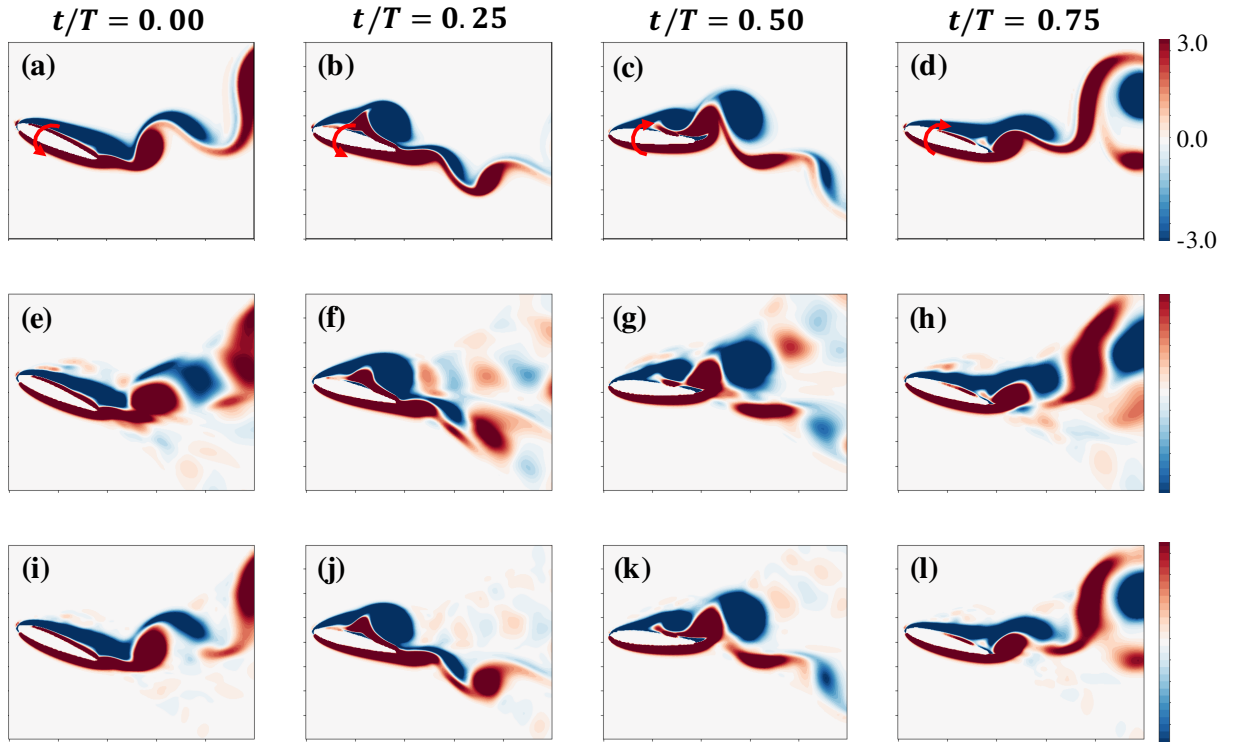 t/T = 0.00 t/T = 0.25 t/T = 0.50 t/T = 0.75
(a) (b) (c) (d) 3.0
0.0
-3.0
(e) (f) (g) (h)
(i) (j) (k) (l)